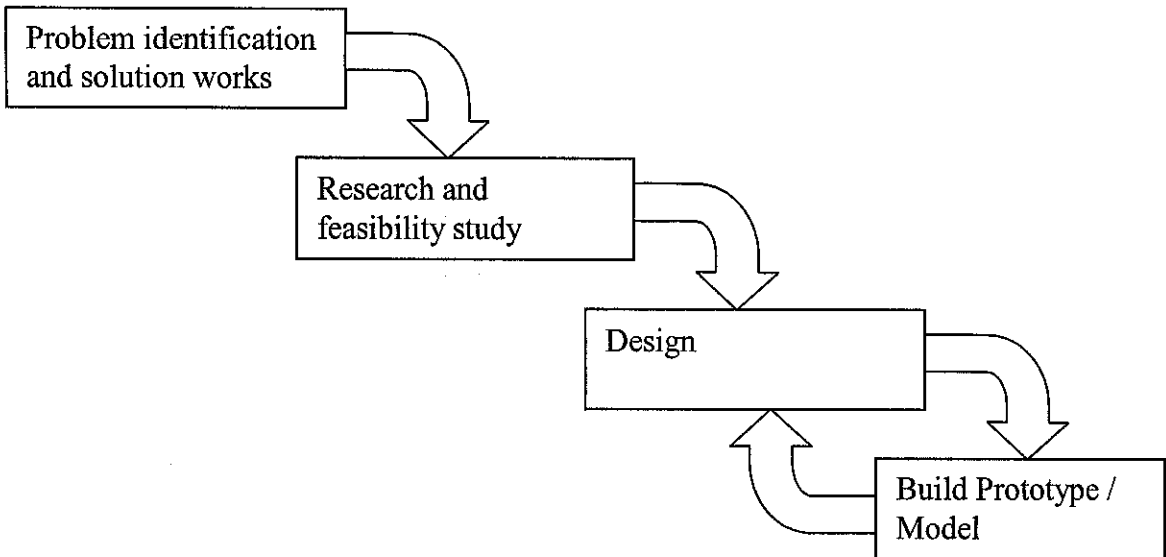 Problem identification
and solution works
Research and
feasibility study
Design
Build Prototype /
Model